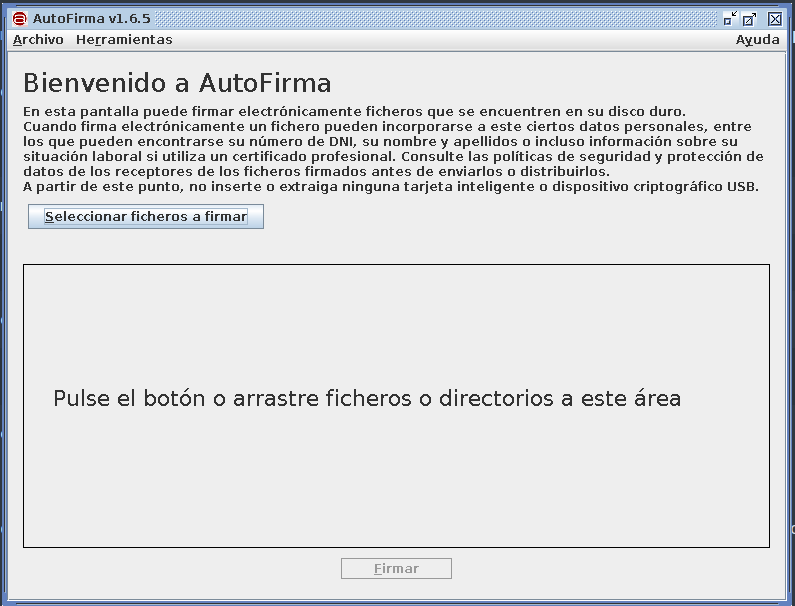 AutoFirma v1.6.5
Archivo Herramientas Ayuda
Bienvenido a AutoFirma
En esta pantalla puede firmar electrónicamente ficheros que se encuentren en su disco duro.
Cuando firma electrónicamente un fichero pueden incorporarse a este ciertos datos personales, entre
los que pueden encontrarse su número de DNI, su nombre y apellidos o incluso información sobre su
situación laboral si utiliza un certificado profesional. Consulte las políticas de seguridad y protección de
datos de los receptores de los ficheros firmados antes de enviarlos o distribuirlos.
A partir de este punto, no inserte o extraiga ninguna tarjeta inteligente o dispositivo criptográfico USB.
Seleccionar ficheros a firmar
Pulse el botón o arrastre ficheros o directorios a este área
Firmar